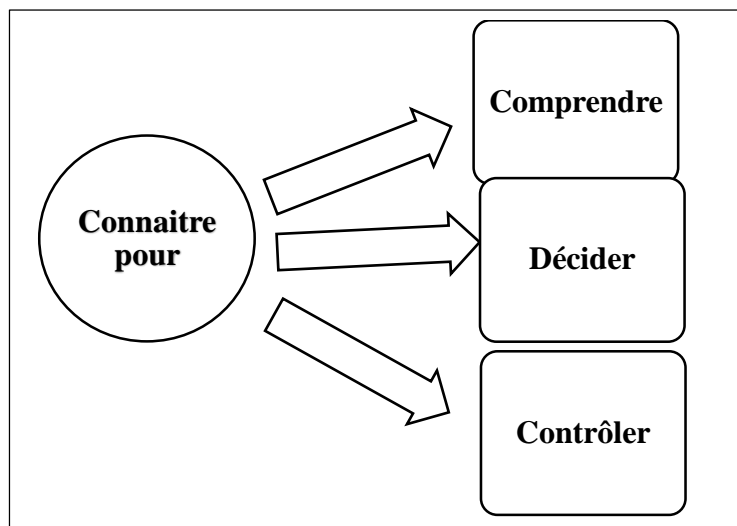 Connaitre
pour
Comprendre
Décider
Contrôler